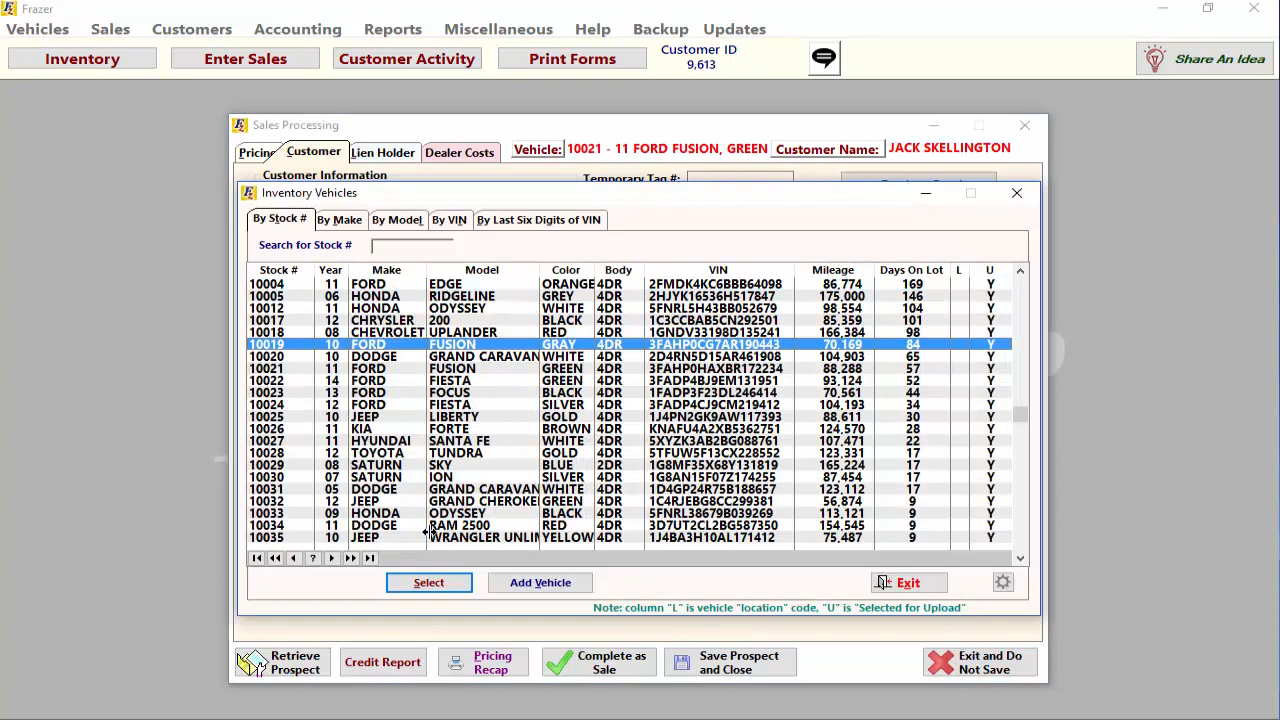 Frazer
Vehicles Sales Customers Accounting Reports Miscellaneous Help Backup Updates
Inventory Enter Sales Customer Activity Print Forms Customer ID 9,613 Share An Idea
Sales Processing
Pricing Customer Lien Holder Dealer Costs Vehicle: 10021 - 11 FORD FUSION, GREEN Customer Name: JACK SKELLINGTON
Customer Information Temporary Tag #:
Inventory Vehicles
By Stock # By Make By Model By VIN By Last Six Digits of VIN
Search for Stock #
Stock # Year Make Model Color Body VIN Mileage Days On Lot L U
10004 11 FORD EDGE ORANGE 4DR 2FMDK4KC6BBB64098 86,774 169 Y
10005 06 HONDA RIDGELINE GREY 4DR 2HJYK16536H517847 175,000 146 Y
10012 11 HONDA ODYSSEY WHITE 4DR 5FNRL5H43BB052679 98,554 104 Y
10017 12 CHRYSLER 200 BLACK 4DR 1C3CCBAB5CN292501 85,359 101 Y
10018 08 CHEVROLET UPLANDER RED 4DR 1GNDV33198D135241 166,384 98 Y
10019 10 FORD FUSION GRAY 4DR 3FAHP0CG7AR190443 70,169 84 Y
10020 10 DODGE GRAND CARAVAN WHITE 4DR 2D4RN5D15AR461908 104,903 65 Y
10021 11 FORD FUSION GREEN 4DR 3FAHP0HAXBR172234 88,288 57 Y
10022 14 FORD FIESTA GREEN 4DR 3FADP4BJ9EM131951 93,124 52 Y
10023 13 FORD FOCUS BLACK 4DR 1FADP3F23DL246414 70,561 44 Y
10024 12 FORD FIESTA SILVER 4DR 3FADP4CJ9CM219412 104,193 34 Y
10025 10 JEEP LIBERTY GOLD 4DR 1J4PN2GK9AW117393 88,611 30 Y
10026 11 KIA FORTE BROWN 4DR KNAFU4A2XB5362751 124,570 28 Y
10027 11 HYUNDAI SANTA FE WHITE 4DR 5XYZK3AB2BG088761 107,471 22 Y
10028 12 TOYOTA TUNDRA GOLD 4DR 5TFUW5F13CX228552 123,331 17 Y
10029 08 SATURN SKY BLUE 2DR 1G8MF35X68Y131819 165,224 17 Y
10030 07 SATURN ION SILVER 4DR 1G8AN15F07Z174255 87,454 17 Y
10031 05 DODGE GRAND CARAVAN WHITE 4DR 1D4GP24R75B188657 123,112 17 Y
10032 12 JEEP GRAND CHEROKE GREEN 4DR 1C4RJEBG8CC299381 56,874 9 Y
10033 09 HONDA ODYSSEY BLACK 4DR 5FNRL38679B039269 113,121 9 Y
10034 11 DODGE RAM 2500 RED 4DR 3D7UT2CL2BG587350 154,545 9 Y
10035 10 JEEP WRANGLER UNLIM YELLOW 4DR 1J4BA3H10AL171412 75,487 9 Y
Select Add Vehicle Exit
Note: column "L" is vehicle "location" code, "U" is "Selected for Upload"
Retrieve Prospect Credit Report Pricing Recap Complete as Sale Save Prospect and Close Exit and Do Not Save